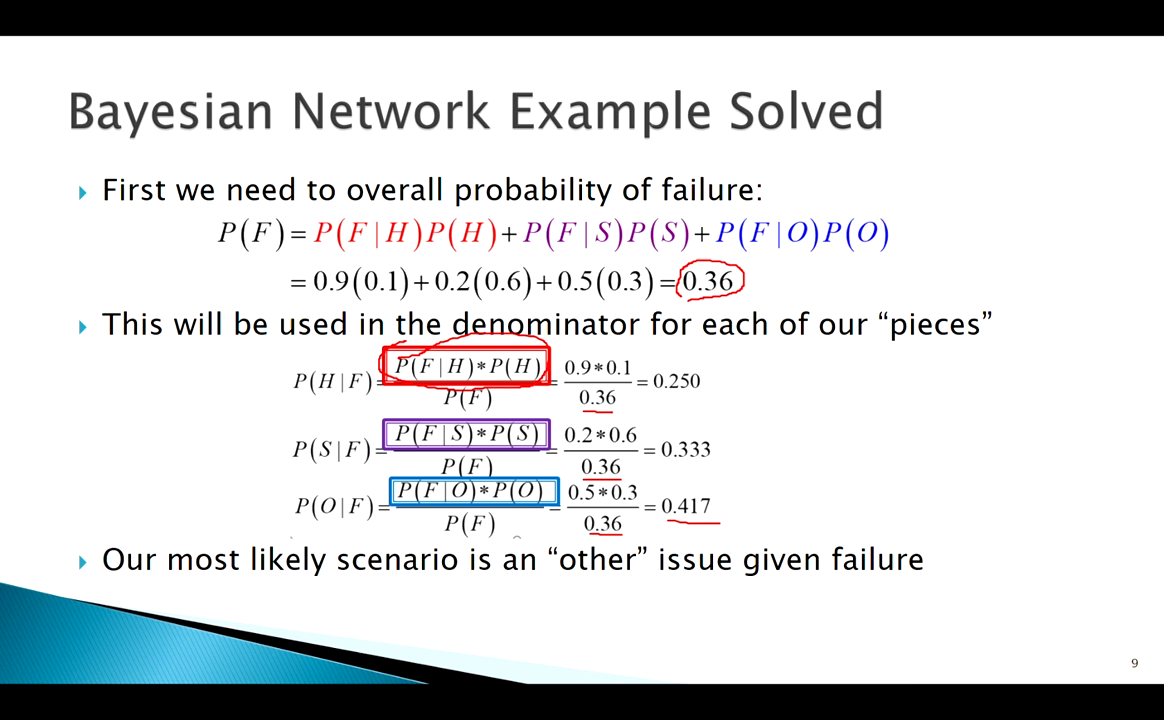 Bayesian Network Example Solved
First we need to overall probability of failure:
P(F) = P(F|H)P(H) + P(F|S)P(S) + P(F|O)P(O)
= 0.9(0.1) + 0.2(0.6) + 0.5(0.3) = 0.36
This will be used in the denominator for each of our “pieces”
P(H|F) = P(F|H)*P(H) / P(F) = 0.9*0.1 / 0.36 = 0.250
P(S|F) = P(F|S)*P(S) / P(F) = 0.2*0.6 / 0.36 = 0.333
P(O|F) = P(F|O)*P(O) / P(F) = 0.5*0.3 / 0.36 = 0.417
Our most likely scenario is an “other” issue given failure
9